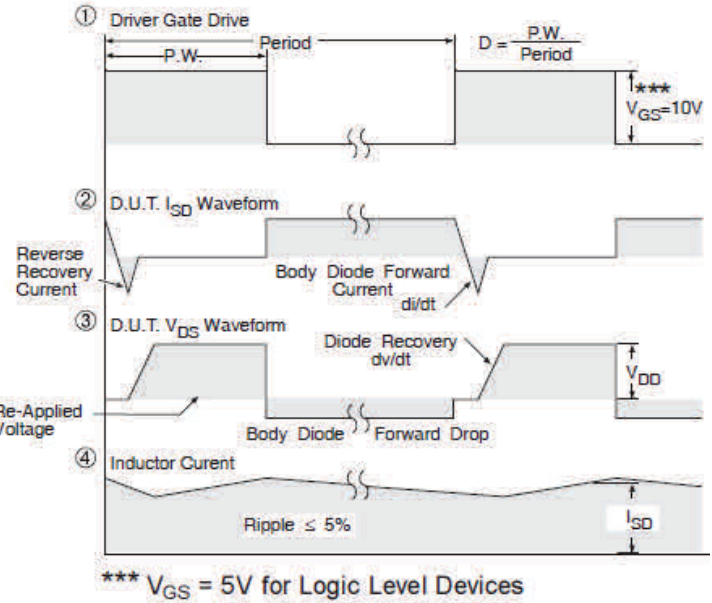 ① Driver Gate Drive
Period
P.W.
D = P.W.
Period
***
VGS=10V
② D.U.T. ISD Waveform
Reverse
Recovery
Current
Body Diode Forward
Current
di/dt
③ D.U.T. VDS Waveform
Diode Recovery
dv/dt
VDD
Re-Applied
Voltage
Body Diode Forward Drop
④ Inductor Curent
Ripple ≤ 5%
ISD
*** VGS = 5V for Logic Level Devices